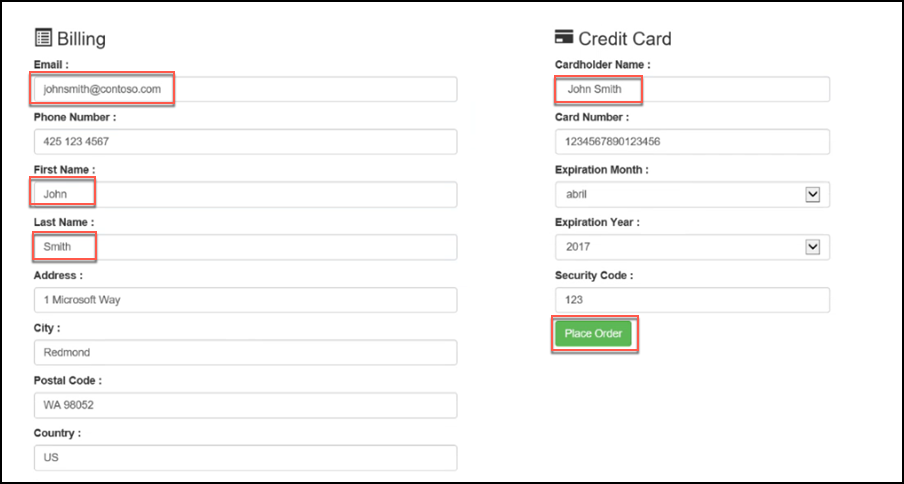 Billing
Email :
johnsmith@contoso.com
Phone Number :
425 123 4567
First Name :
John
Last Name :
Smith
Address :
1 Microsoft Way
City :
Redmond
Postal Code :
WA 98052
Country :
US
Credit Card
Cardholder Name :
John Smith
Card Number :
1234567890123456
Expiration Month :
abril
Expiration Year :
2017
Security Code :
123
Place Order